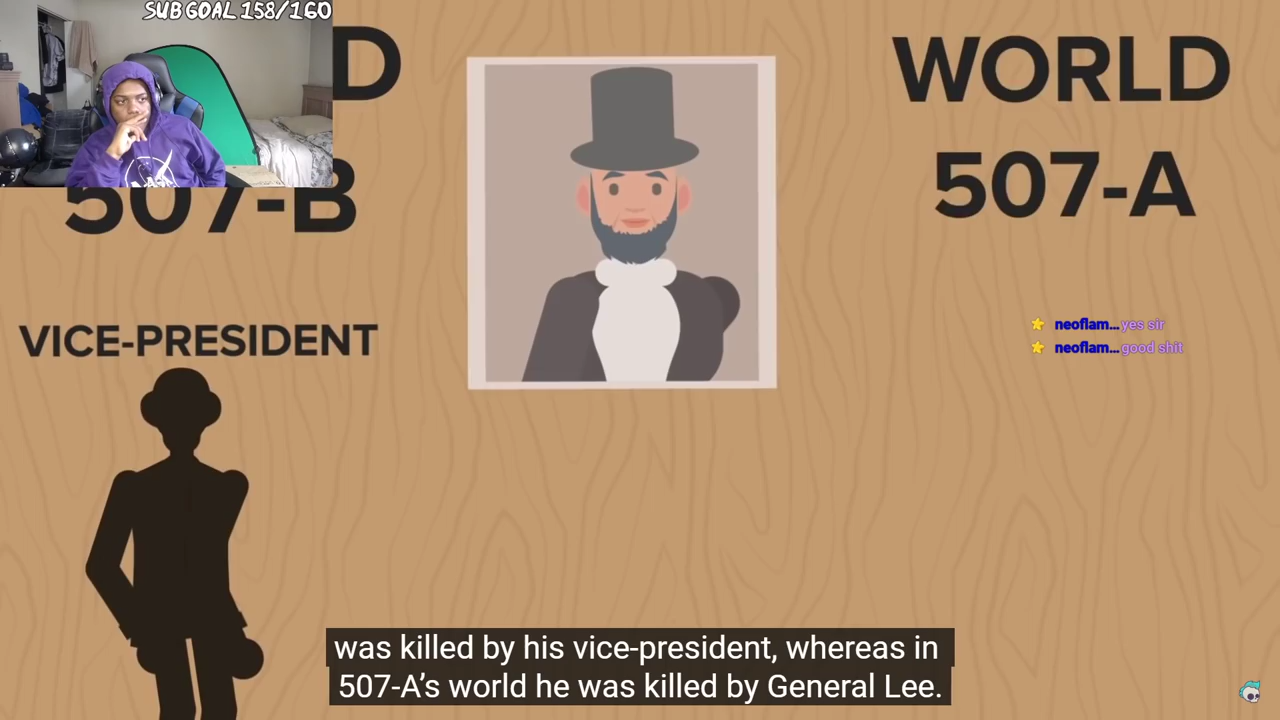 SUB GOAL 158/160
D
507-B
WORLD
507-A
VICE-PRESIDENT
neoflam... yes sir
neoflam... good shit
was killed by his vice-president, whereas in
507-A’s world he was killed by General Lee.